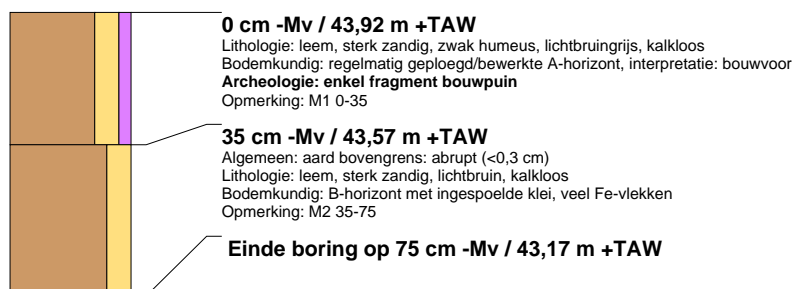 0 cm -Mv / 43,92 m +TAW
Lithologie: leem, sterk zandig, zwak humeus, lichtbruingrijs, kalkloos
Bodemkundig: regelmatig geploegd/bewerkte A-horizont, interpretatie: bouwvoor
Archeologie: enkel fragment bouwpuin
Opmerking: M1 0-35
35 cm -Mv / 43,57 m +TAW
Algemeen: aard bovengrens: abrupt (<0,3 cm)
Lithologie: leem, sterk zandig, lichtbruin, kalkloos
Bodemkundig: B-horizont met ingespoelde klei, veel Fe-vlekken
Opmerking: M2 35-75
Einde boring op 75 cm -Mv / 43,17 m +TAW